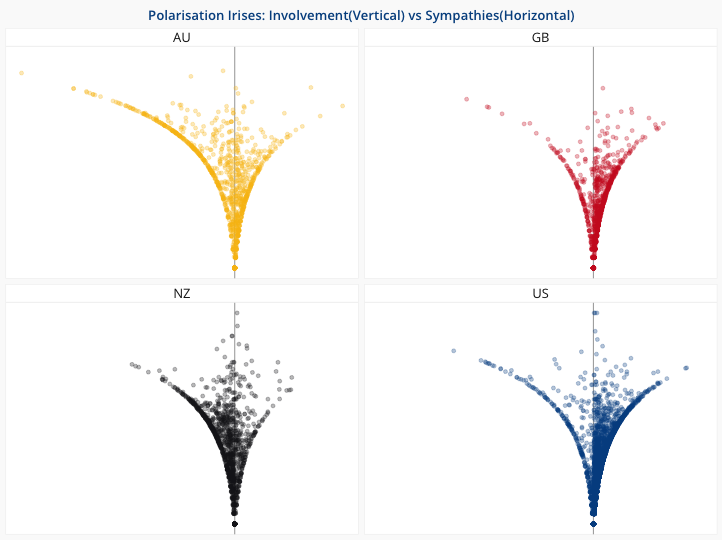 Polarisation Irises: Involvement(Vertical) vs Sympathies(Horizontal)
AU
GB
NZ
US